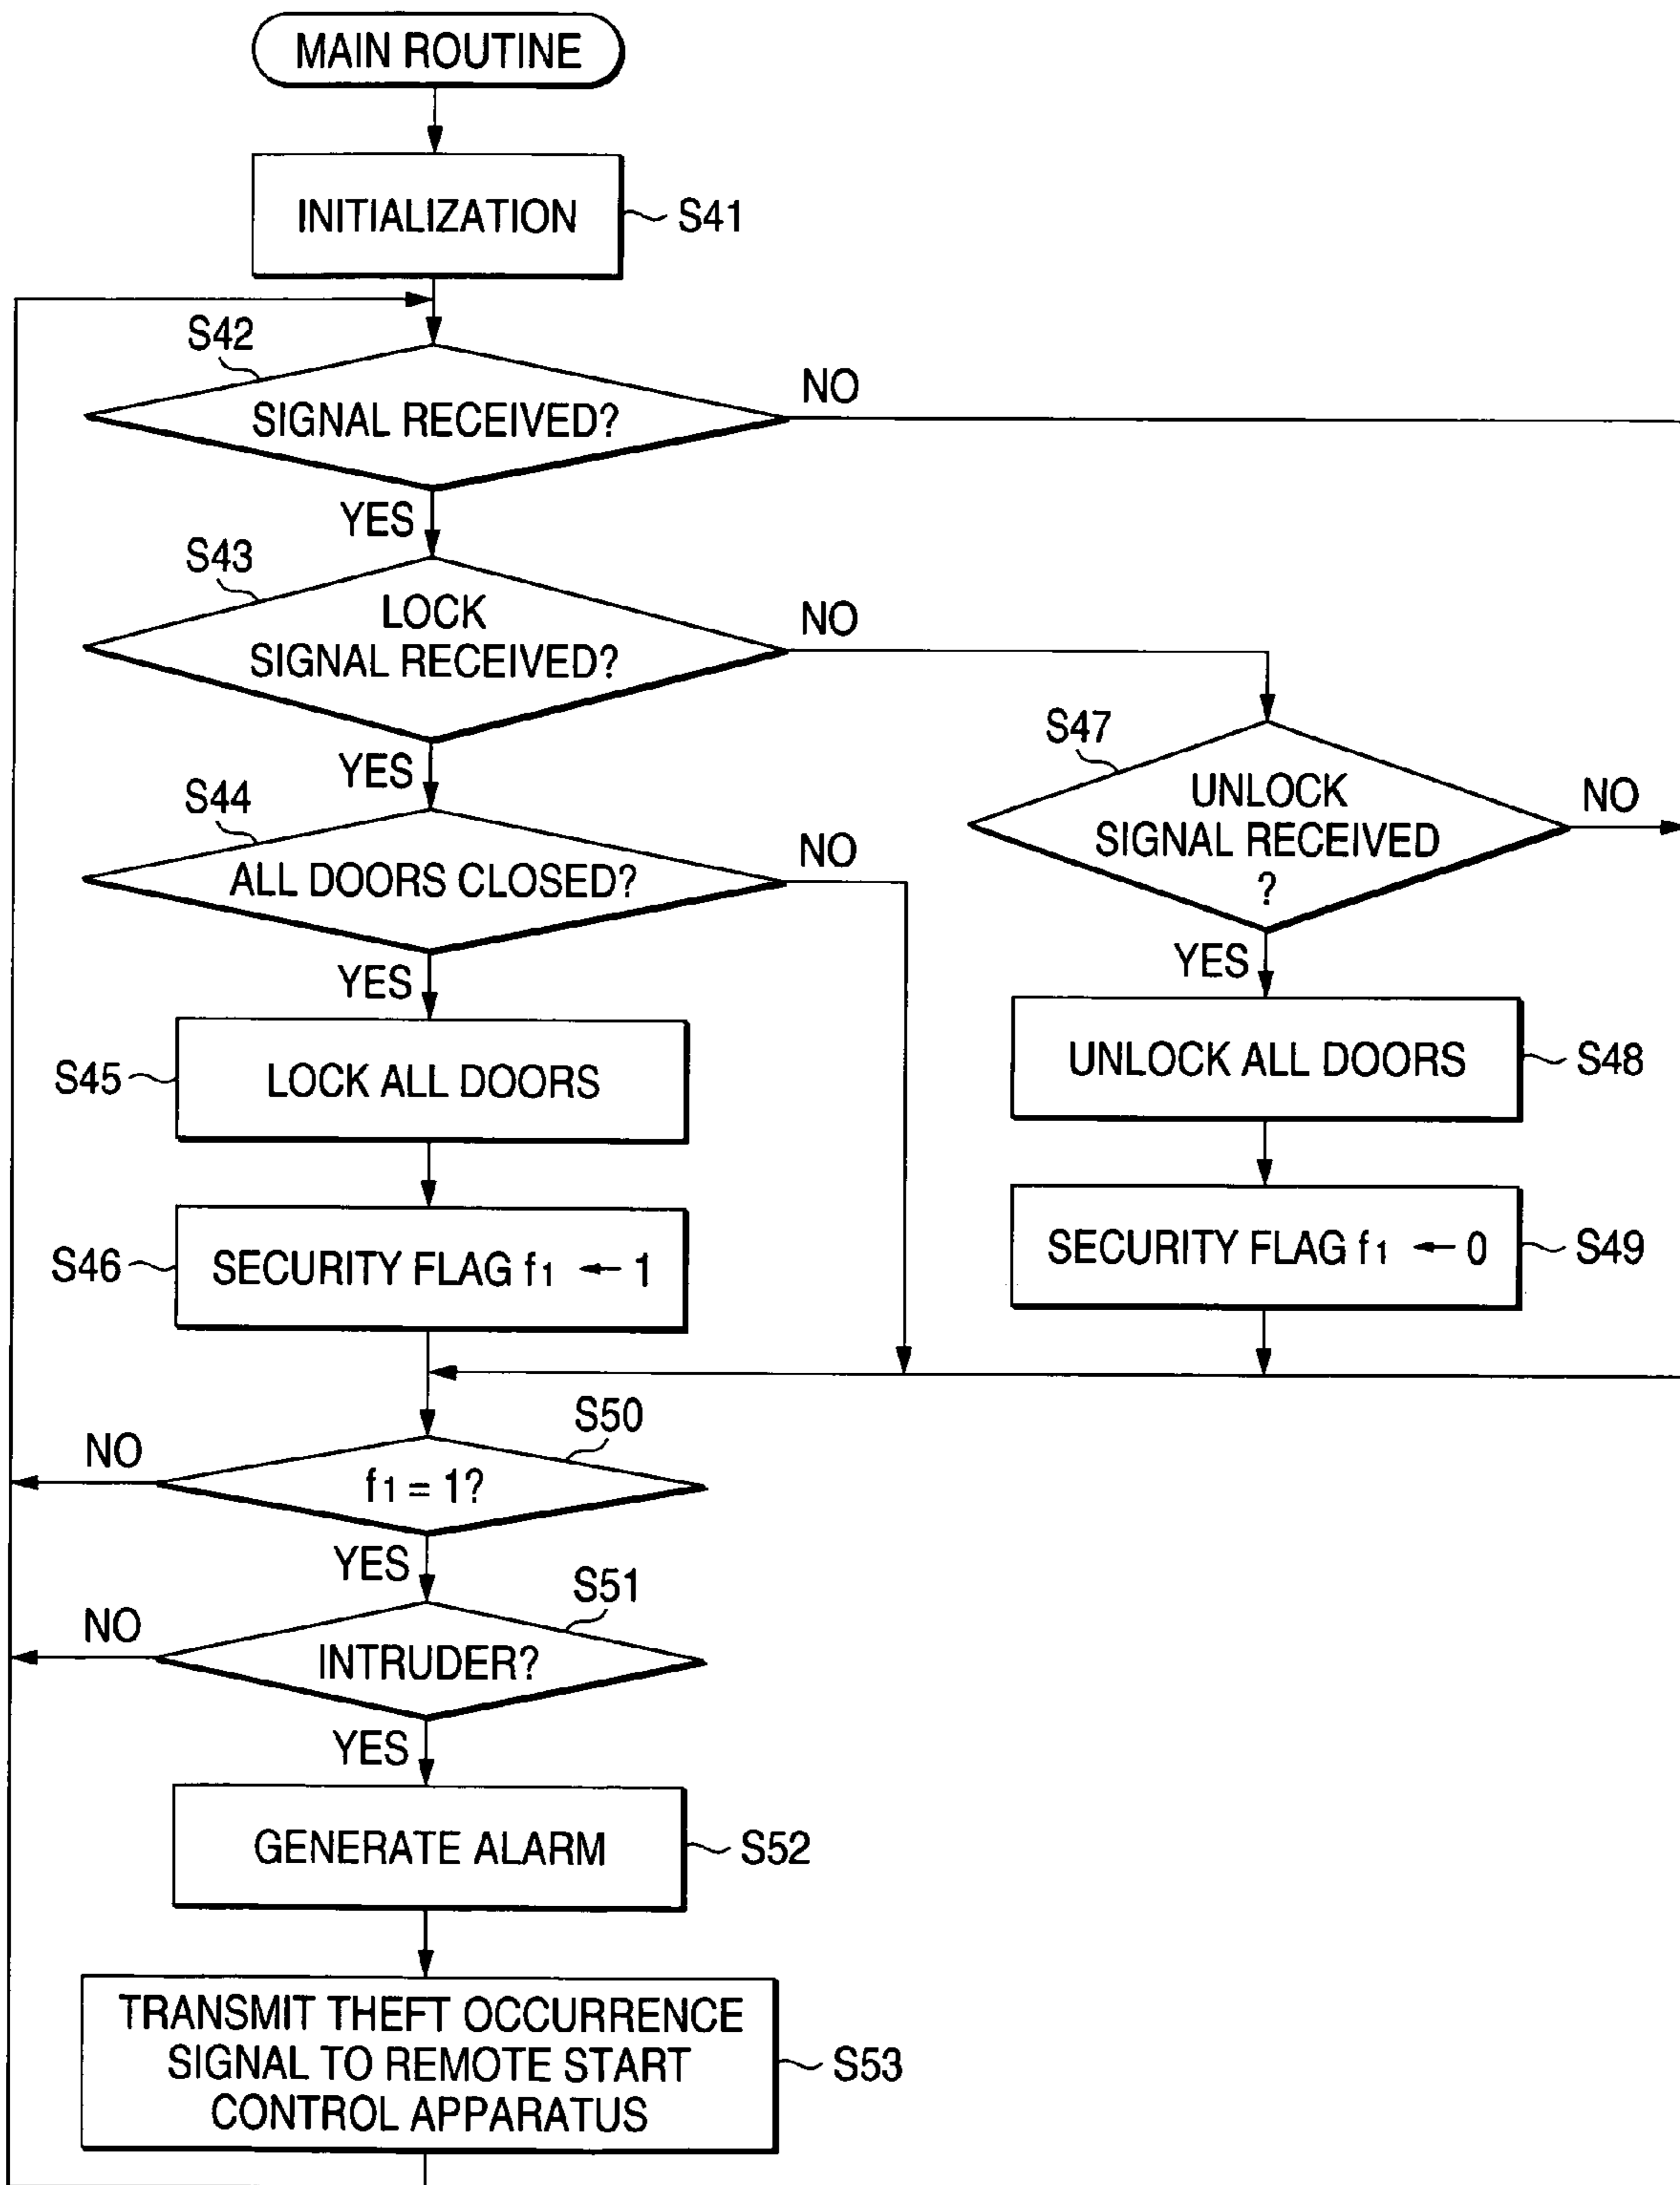 MAIN ROUTINE
INITIALIZATION
S41
S42
SIGNAL RECEIVED?
NO
YES
S43
LOCK
SIGNAL RECEIVED?
NO
YES
S44
ALL DOORS CLOSED?
NO
YES
S45
LOCK ALL DOORS
S46
SECURITY FLAG f1 ← 1
S47
UNLOCK
SIGNAL RECEIVED
?
NO
YES
UNLOCK ALL DOORS
S48
SECURITY FLAG f1 ← 0
S49
S50
f1 = 1?
NO
YES
S51
INTRUDER?
NO
YES
GENERATE ALARM
S52
TRANSMIT THEFT OCCURRENCE
SIGNAL TO REMOTE START
CONTROL APPARATUS
S53